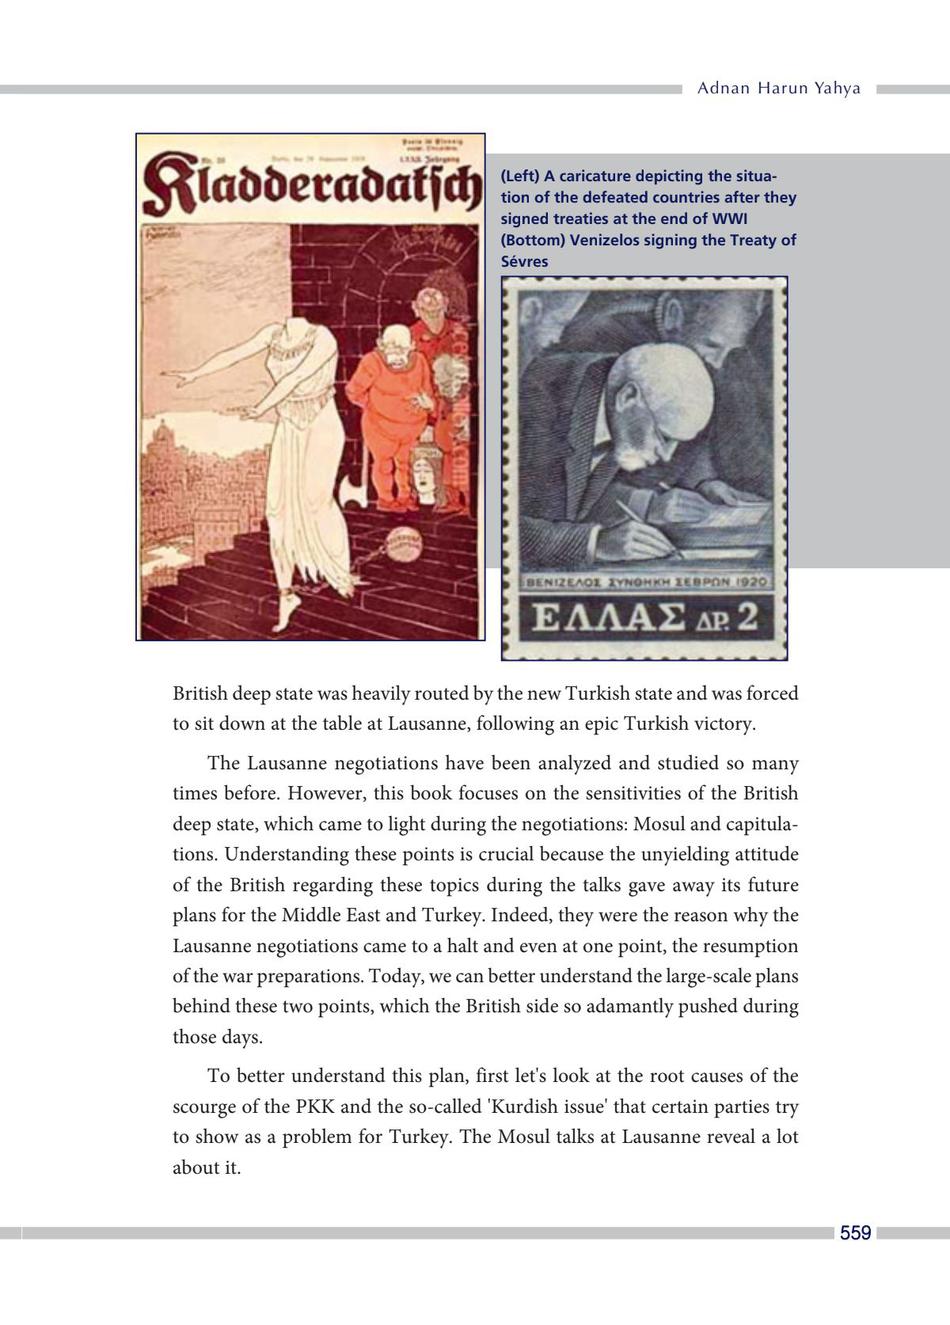 Adnan Harun Yahya
Kladderadatsch
(Left) A caricature depicting the situa-
tion of the defeated countries after they
signed treaties at the end of WWI
(Bottom) Venizelos signing the Treaty of
Sévres
ΒΕΝΙΖΕΛΟΣ ΣΥΝΘΗΚΗ ΣΕΒΡΩΝ 1920
ΕΛΛΑΣ ΔΡ. 2
British deep state was heavily routed by the new Turkish state and was forced
to sit down at the table at Lausanne, following an epic Turkish victory.
The Lausanne negotiations have been analyzed and studied so many
times before. However, this book focuses on the sensitivities of the British
deep state, which came to light during the negotiations: Mosul and capitula-
tions. Understanding these points is crucial because the unyielding attitude
of the British regarding these topics during the talks gave away its future
plans for the Middle East and Turkey. Indeed, they were the reason why the
Lausanne negotiations came to a halt and even at one point, the resumption
of the war preparations. Today, we can better understand the large-scale plans
behind these two points, which the British side so adamantly pushed during
those days.
To better understand this plan, first let's look at the root causes of the
scourge of the PKK and the so-called 'Kurdish issue' that certain parties try
to show as a problem for Turkey. The Mosul talks at Lausanne reveal a lot
about it.
559